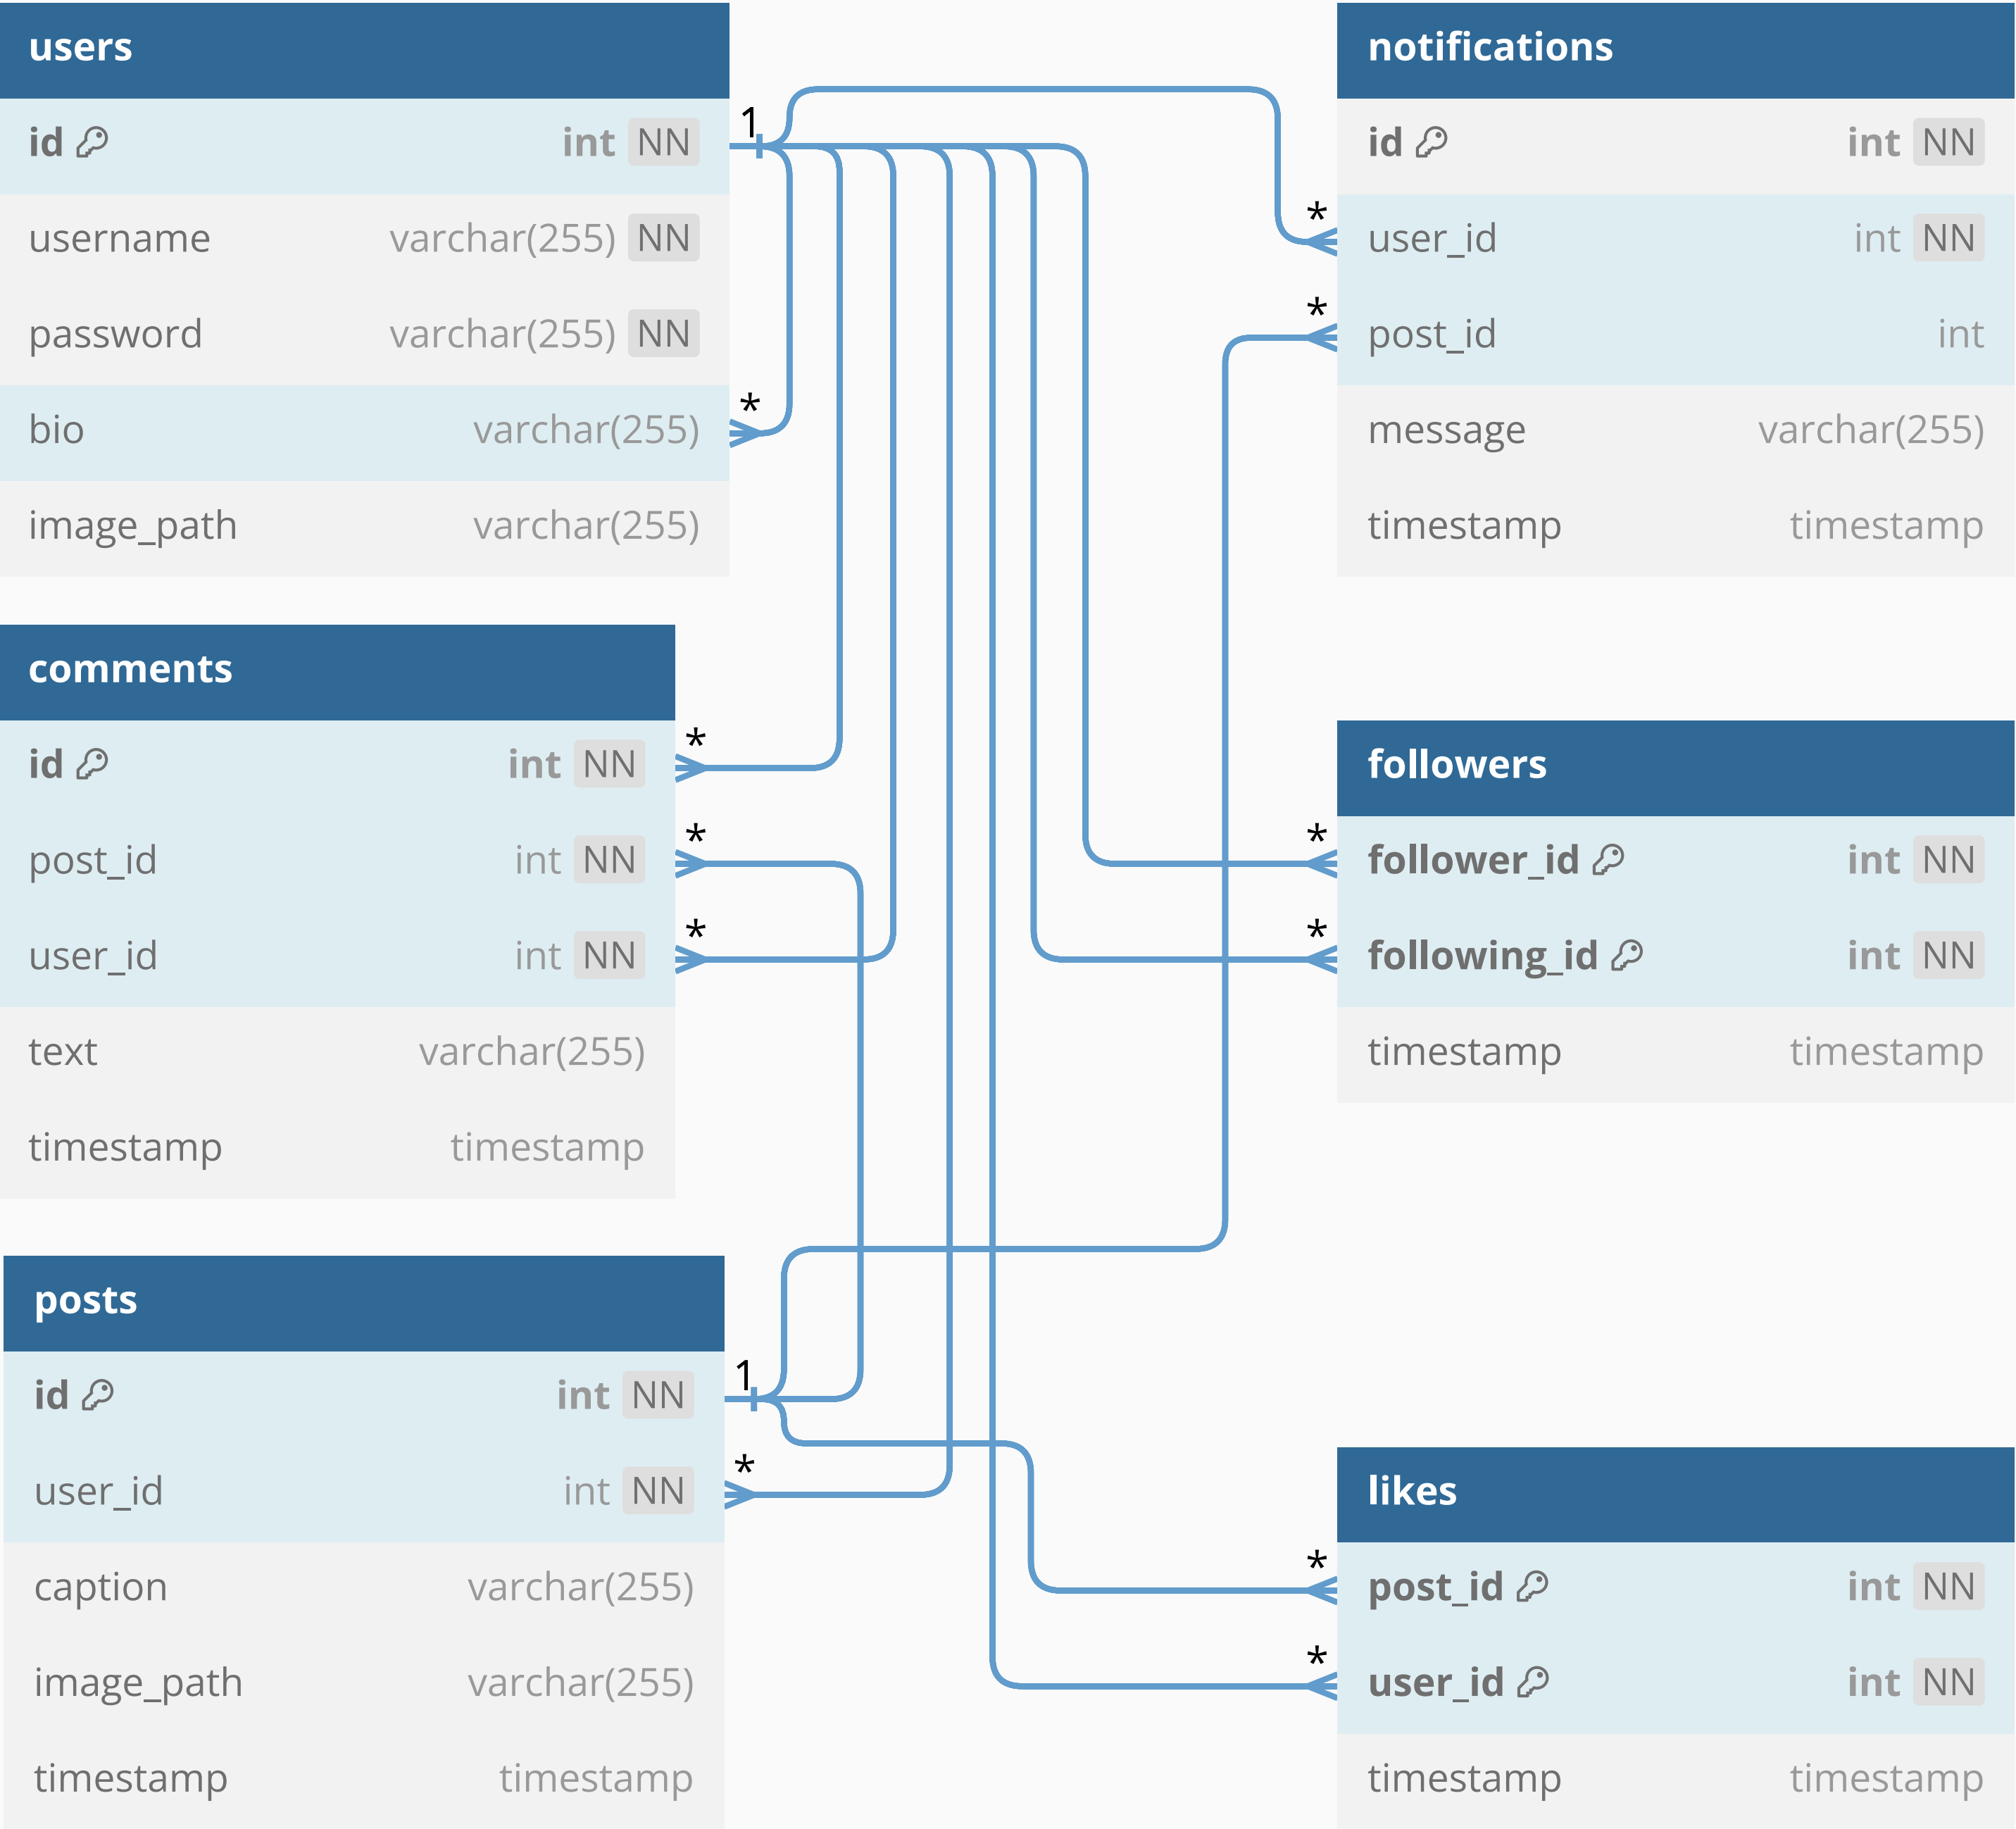 users
id int NN
username varchar(255) NN
password varchar(255) NN
bio varchar(255)
image_path varchar(255)
1
*
notifications
id int NN
* user_id int NN
* post_id int
message varchar(255)
timestamp timestamp
comments
id int NN *
post_id int NN *
user_id int NN *
text varchar(255)
timestamp timestamp
followers
* follower_id int NN
* following_id int NN
timestamp timestamp
posts
id int NN 1
user_id int NN *
caption varchar(255)
image_path varchar(255)
timestamp timestamp
likes
* post_id int NN
* user_id int NN
timestamp timestamp